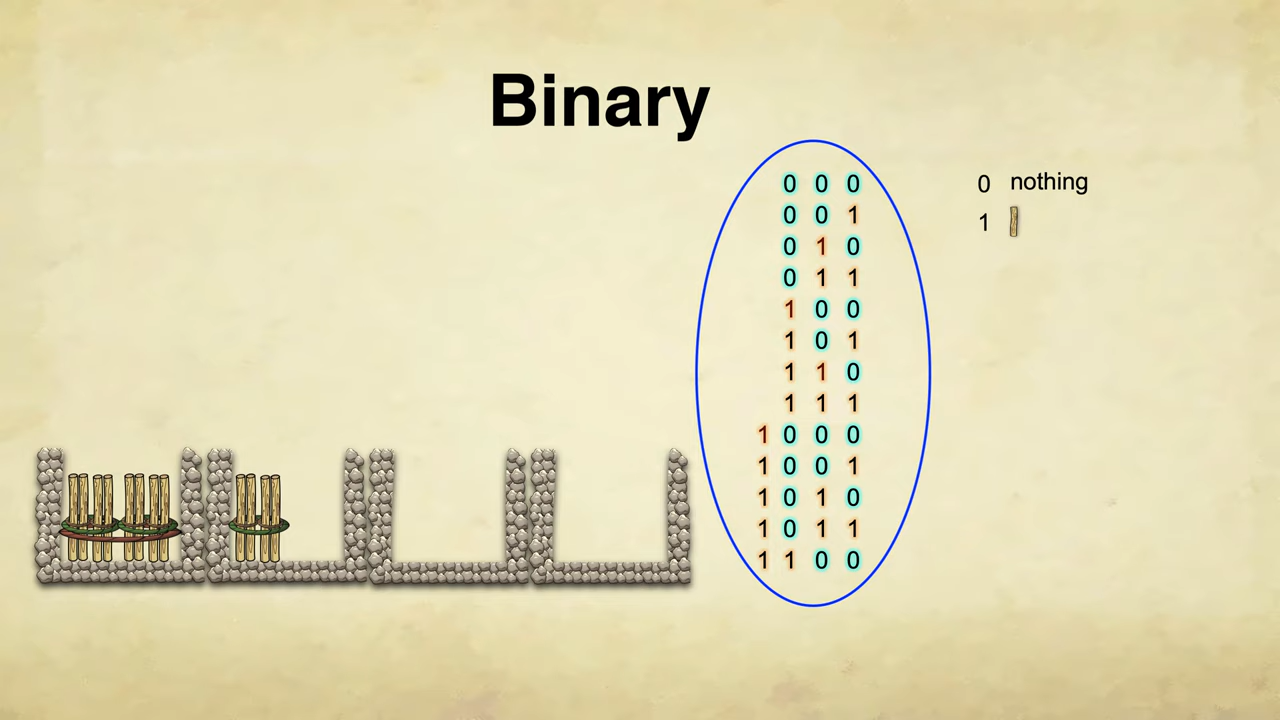 Binary
0 0 0
0 0 1
0 1 0
0 1 1
1 0 0
1 0 1
1 1 0
1 1 1
1 0 0 0
1 0 0 1
1 0 1 0
1 0 1 1
1 1 0 0
0 nothing
1